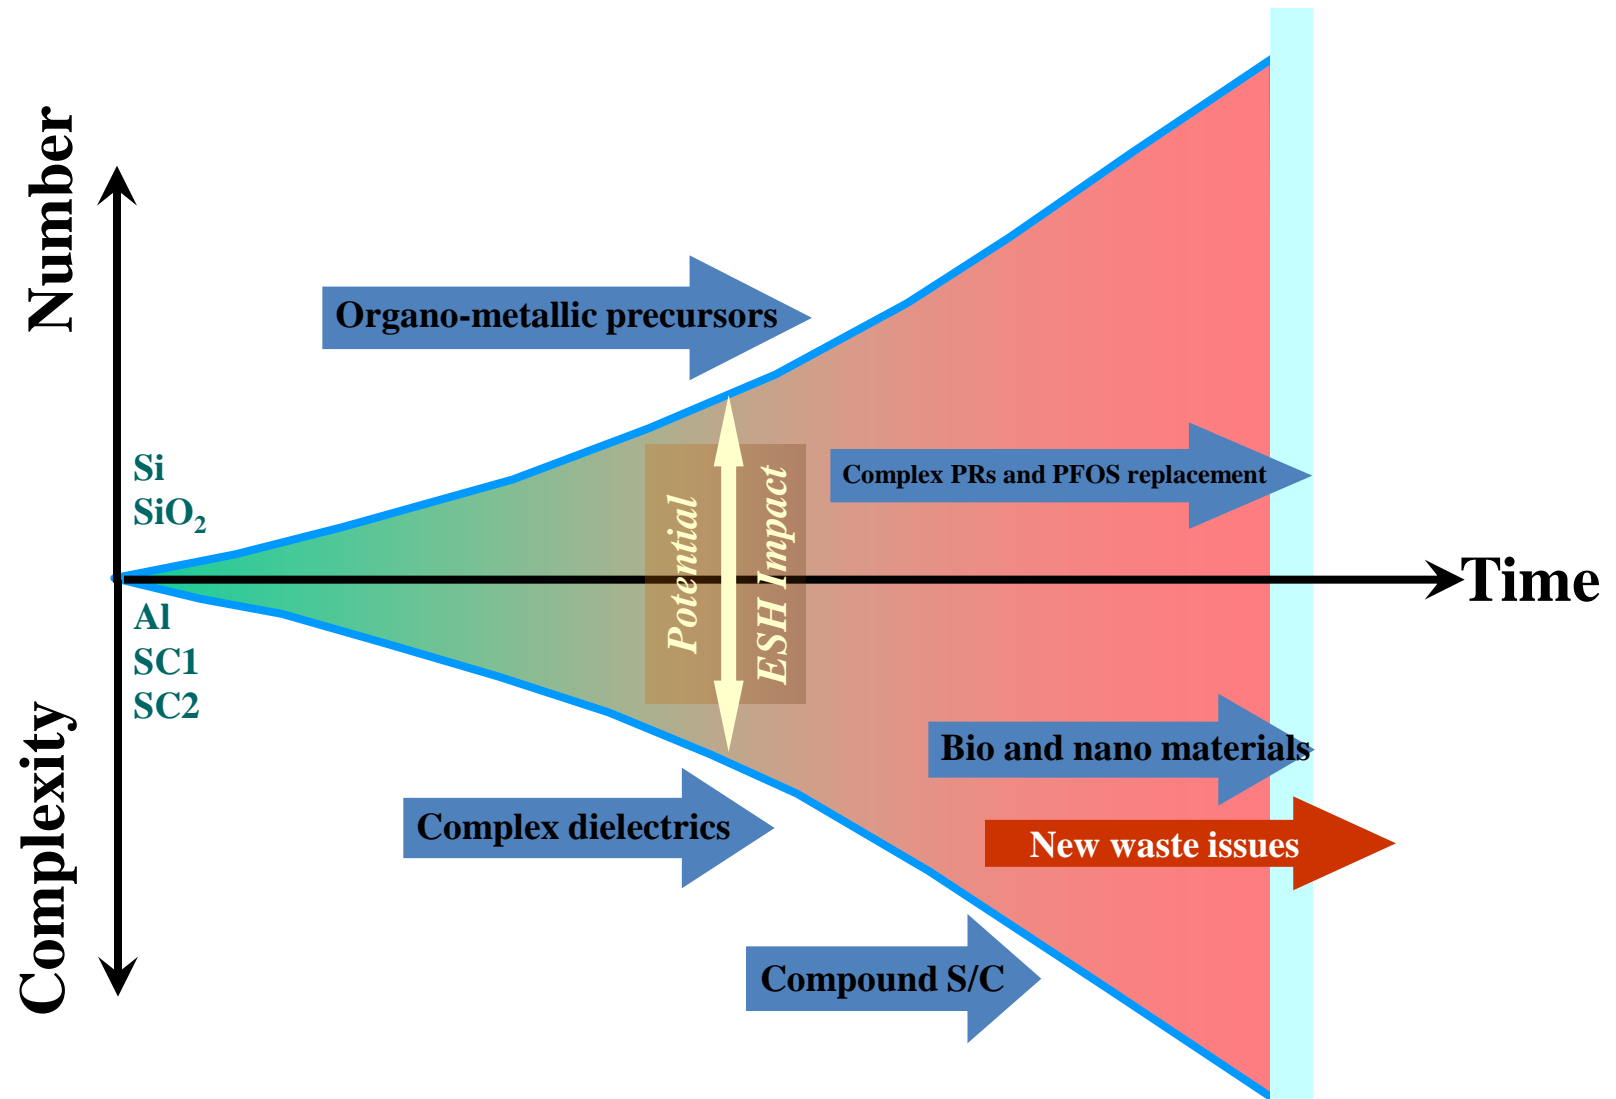 Number
Organo-metallic precursors
Si
SiO₂
Complex PRs and PFOS replacement
Potential
ESH Impact
Time
Al
SC1
SC2
Complexity
Bio and nano materials
Complex dielectrics
New waste issues
Compound S/C